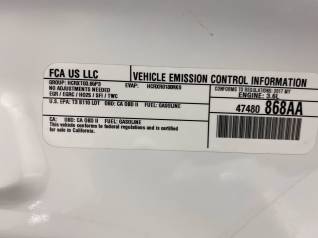 FCA US LLC
VEHICLE EMISSION CONTROL INFORMATION
GROUP: HCRXT03.65P3
EVAP: HCRXR0180RK0
NO ADJUSTMENTS NEEDED
EGR / EGRC / HO2S / SFI / TWC
CONFORMS TO REGULATIONS: 2017 MY
ENGINE: 3.6L
U.S. EPA: T3 B110 LDT OBD: CA OBD II FUEL: GASOLINE
47480 868AA
CA: OBD: CA OBD II FUEL: GASOLINE
This vehicle conforms to federal regulations and is certified
for sale in California.